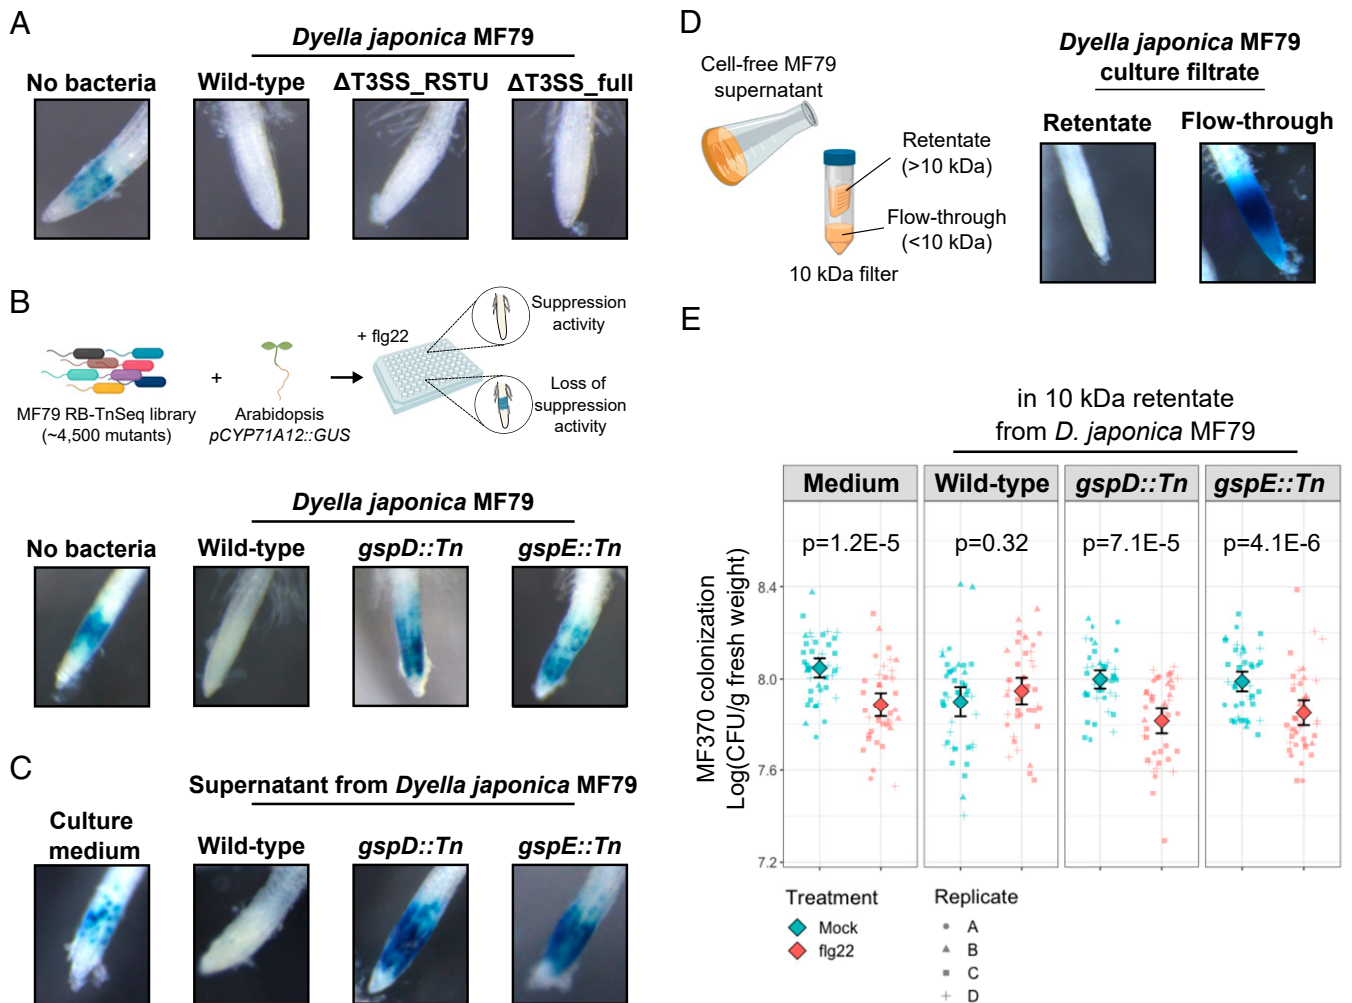 A
Dyella japonica MF79
No bacteria
Wild-type
ΔT3SS_RSTU
ΔT3SS_full
B
MF79 RB-TnSeq library
(~4,500 mutants)
+
Arabidopsis
pCYP71A12::GUS
+ flg22
Suppression
activity
Loss of
suppression
activity
Dyella japonica MF79
No bacteria
Wild-type
gspD::Tn
gspE::Tn
C
Supernatant from Dyella japonica MF79
Culture
medium
Wild-type
gspD::Tn
gspE::Tn
D
Cell-free MF79
supernatant
Retentate
(>10 kDa)
Flow-through
(<10 kDa)
10 kDa filter
Dyella japonica MF79
culture filtrate
Retentate
Flow-through
E
in 10 kDa retentate
from D. japonica MF79
Medium
Wild-type
gspD::Tn
gspE::Tn
p=1.2E-5
p=0.32
p=7.1E-5
p=4.1E-6
MF370 colonization
Log(CFU/g fresh weight)
8.4
8.0
7.6
7.2
Treatment
Mock
flg22
Replicate
A
B
C
D